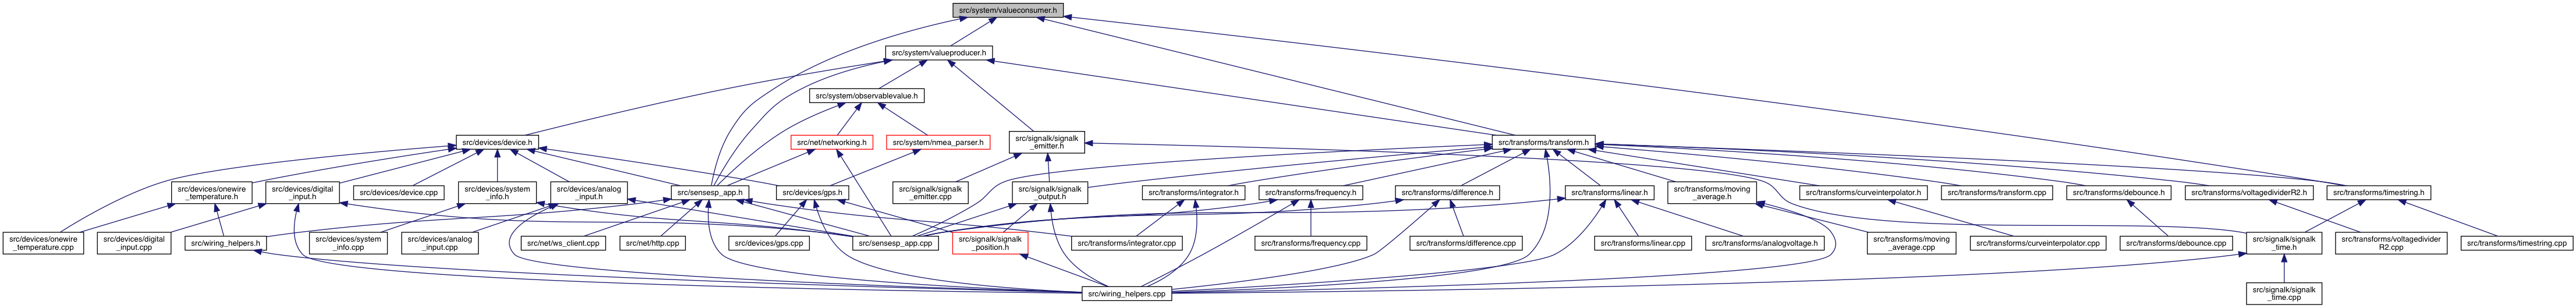 src/system/valueconsumer.h
src/system/valueproducer.h
src/system/observablevalue.h
src/devices/device.h
src/net/networking.h
src/system/nmea_parser.h
src/signalk/signalk
_emitter.h
src/transforms/transform.h
src/devices/onewire
_temperature.h
src/devices/digital
_input.h
src/devices/device.cpp
src/devices/system
_info.h
src/devices/analog
_input.h
src/sensesp_app.h
src/devices/gps.h
src/signalk/signalk
_emitter.cpp
src/signalk/signalk
_output.h
src/transforms/integrator.h
src/transforms/frequency.h
src/transforms/difference.h
src/transforms/linear.h
src/transforms/moving
_average.h
src/transforms/curveinterpolator.h
src/transforms/transform.cpp
src/transforms/debounce.h
src/transforms/voltagedividerR2.h
src/transforms/timestring.h
src/devices/onewire
_temperature.cpp
src/devices/digital
_input.cpp
src/wiring_helpers.h
src/devices/system
_info.cpp
src/devices/analog
_input.cpp
src/net/ws_client.cpp
src/net/http.cpp
src/devices/gps.cpp
src/sensesp_app.cpp
src/signalk/signalk
_position.h
src/transforms/integrator.cpp
src/transforms/frequency.cpp
src/transforms/difference.cpp
src/transforms/linear.cpp
src/transforms/analogvoltage.h
src/transforms/moving
_average.cpp
src/transforms/curveinterpolator.cpp
src/transforms/debounce.cpp
src/signalk/signalk
_time.h
src/transforms/voltagedivider
R2.cpp
src/transforms/timestring.cpp
src/wiring_helpers.cpp
src/signalk/signalk
_time.cpp